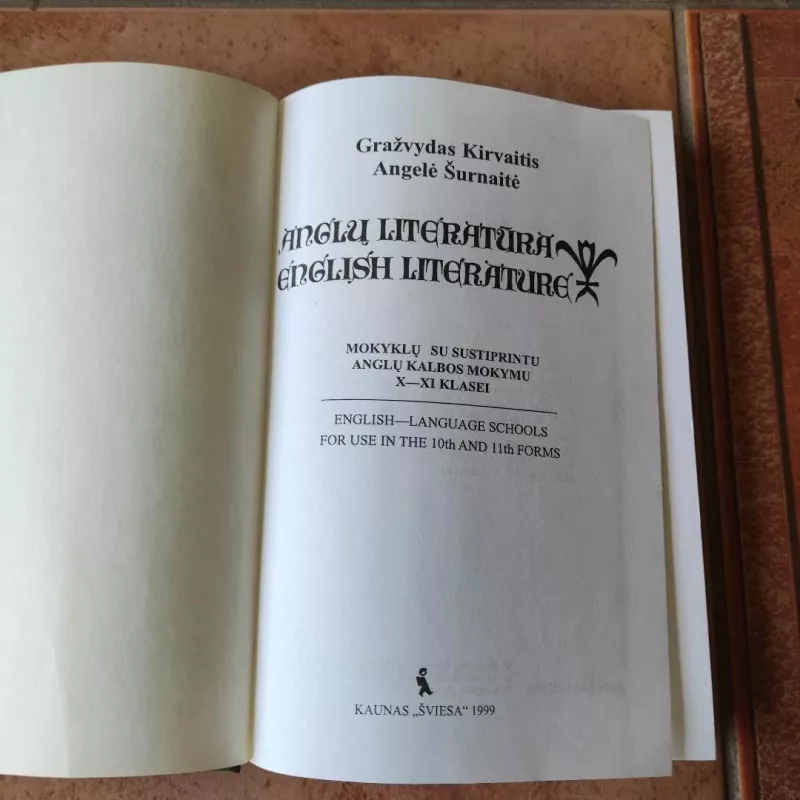 Gražvydas Kirvaitis
Angelė Šurnaitė
ANGLŲ LITERATŪRA
ENGLISH LITERATURE
MOKYKLŲ SU SUSTIPRINTU
ANGLŲ KALBOS MOKYMU
X—XI KLASEI
ENGLISH—LANGUAGE SCHOOLS
FOR USE IN THE 10th AND 11th FORMS
KAUNAS „ŠVIESA“ 1999